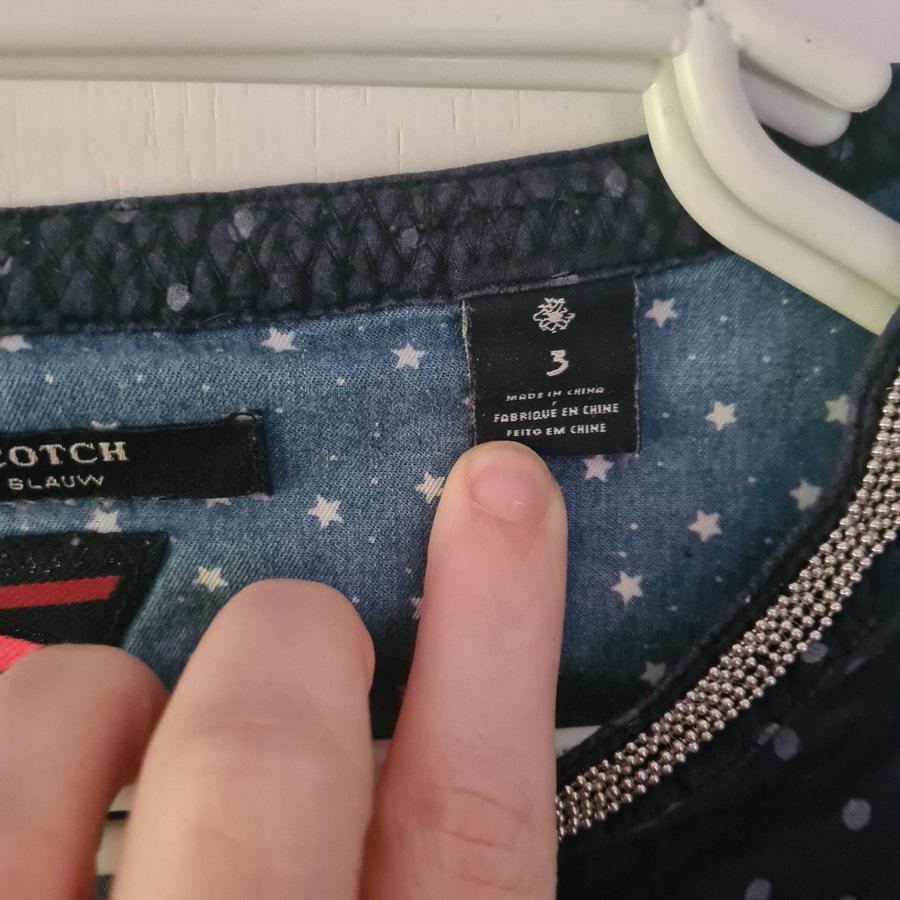 COTCH
BLAUW
3
MADE IN CHINA
FABRIQUE EN CHINE
FEITO EM CHINE